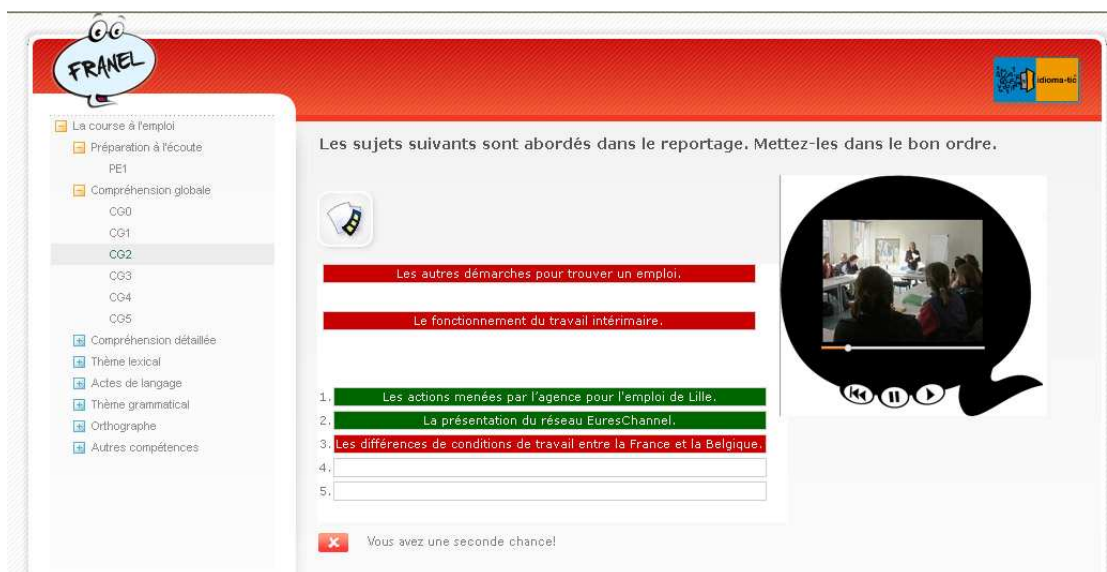 FRANEL
idioma-tic
La course à l'emploi
Préparation à l'écoute
PE1
Compréhension globale
CG0
CG1
CG2
CG3
CG4
CG5
Compréhension détaillée
Thème lexical
Actes de langage
Thème grammatical
Orthographe
Autres compétences
Les sujets suivants sont abordés dans le reportage. Mettez-les dans le bon ordre.
Les autres démarches pour trouver un emploi.
Le fonctionnement du travail intérimaire.
1. Les actions menées par l'agence pour l'emploi de Lille.
2. La présentation du réseau EuresChannel.
3. Les différences de conditions de travail entre la France et la Belgique.
4.
5.
Vous avez une seconde chance!